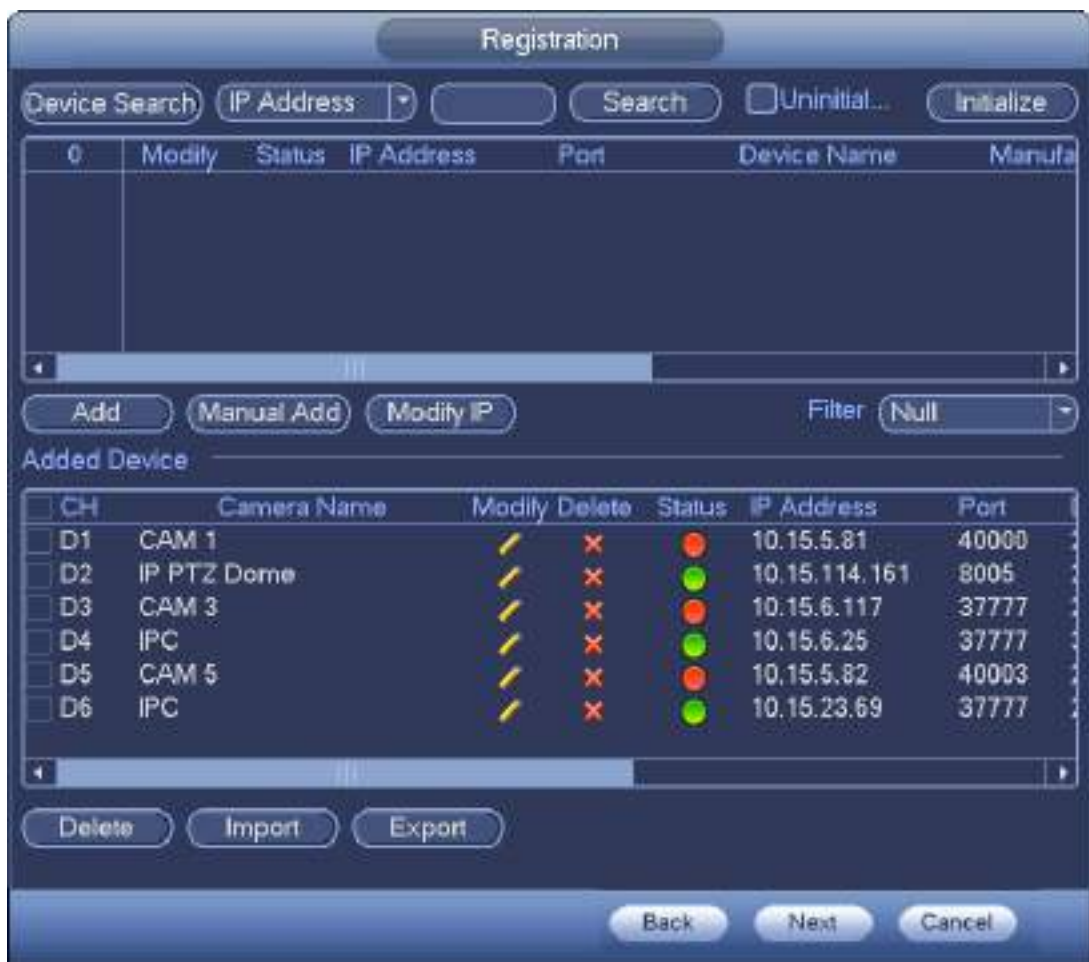 Registration
Device Search IP Address Search Uninitial... Initialize
0 Modify Status IP Address Port Device Name Manufa
Add Manual Add Modify IP Filter Null
Added Device
CH Camera Name Modify Delete Status IP Address Port
D1 CAM 1 10.15.5.81 40000
D2 IP PTZ Dome 10.15.114.161 8005
D3 CAM 3 10.15.6.117 37777
D4 IPC 10.15.6.25 37777
D5 CAM 5 10.15.5.82 40003
D6 IPC 10.15.23.69 37777
Delete Import Export
Back Next Cancel